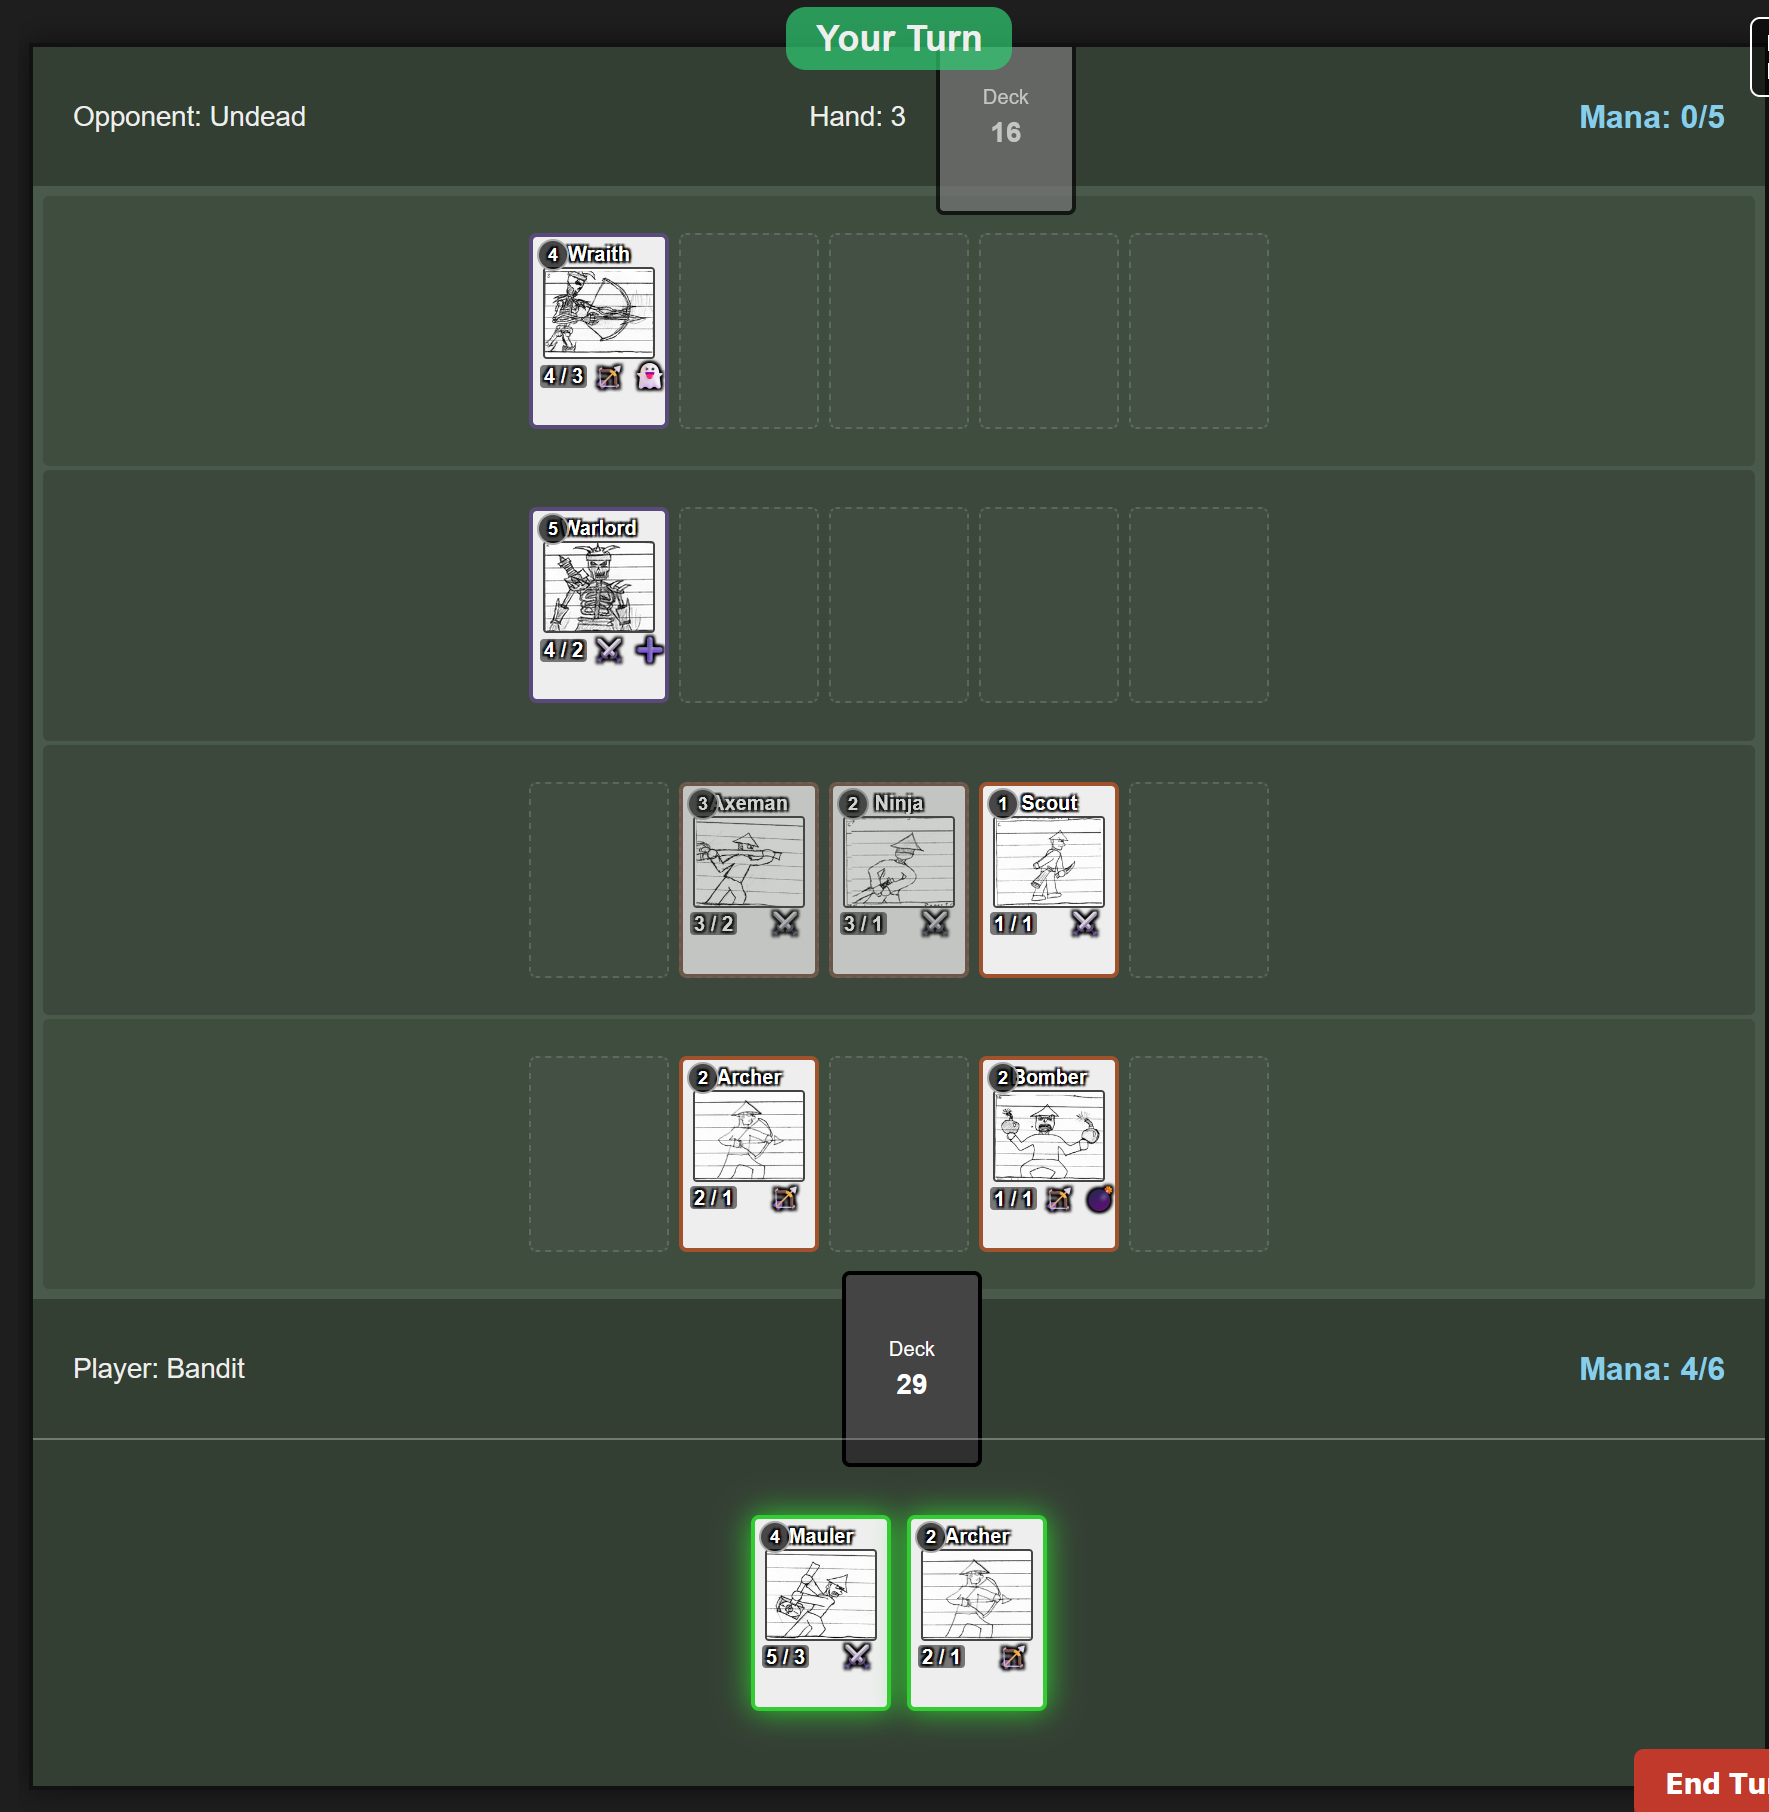 Your Turn
Opponent: Undead
Hand: 3
Deck
16
Mana: 0/5
4 Wraith
4 / 3
5 Warlord
4 / 2
3 Axeman
3 / 2
2 Ninja
3 / 1
1 Scout
1 / 1
2 Archer
2 / 1
2 Bomber
1 / 1
Player: Bandit
Deck
29
Mana: 4/6
4 Mauler
5 / 3
2 Archer
2 / 1
End Tu